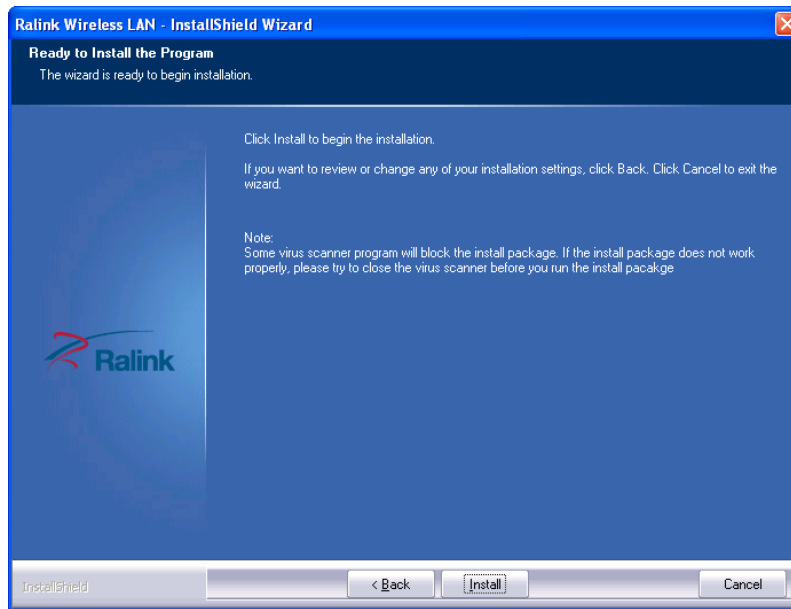 Ralink Wireless LAN - InstallShield Wizard
Ready to Install the Program
The wizard is ready to begin installation.
Click Install to begin the installation.
If you want to review or change any of your installation settings, click Back. Click Cancel to exit the
wizard.
Note:
Some virus scanner program will block the install package. If the install package does not work
properly, please try to close the virus scanner before you run the install pacakge
Ralink
InstallShield
< Back
Install
Cancel